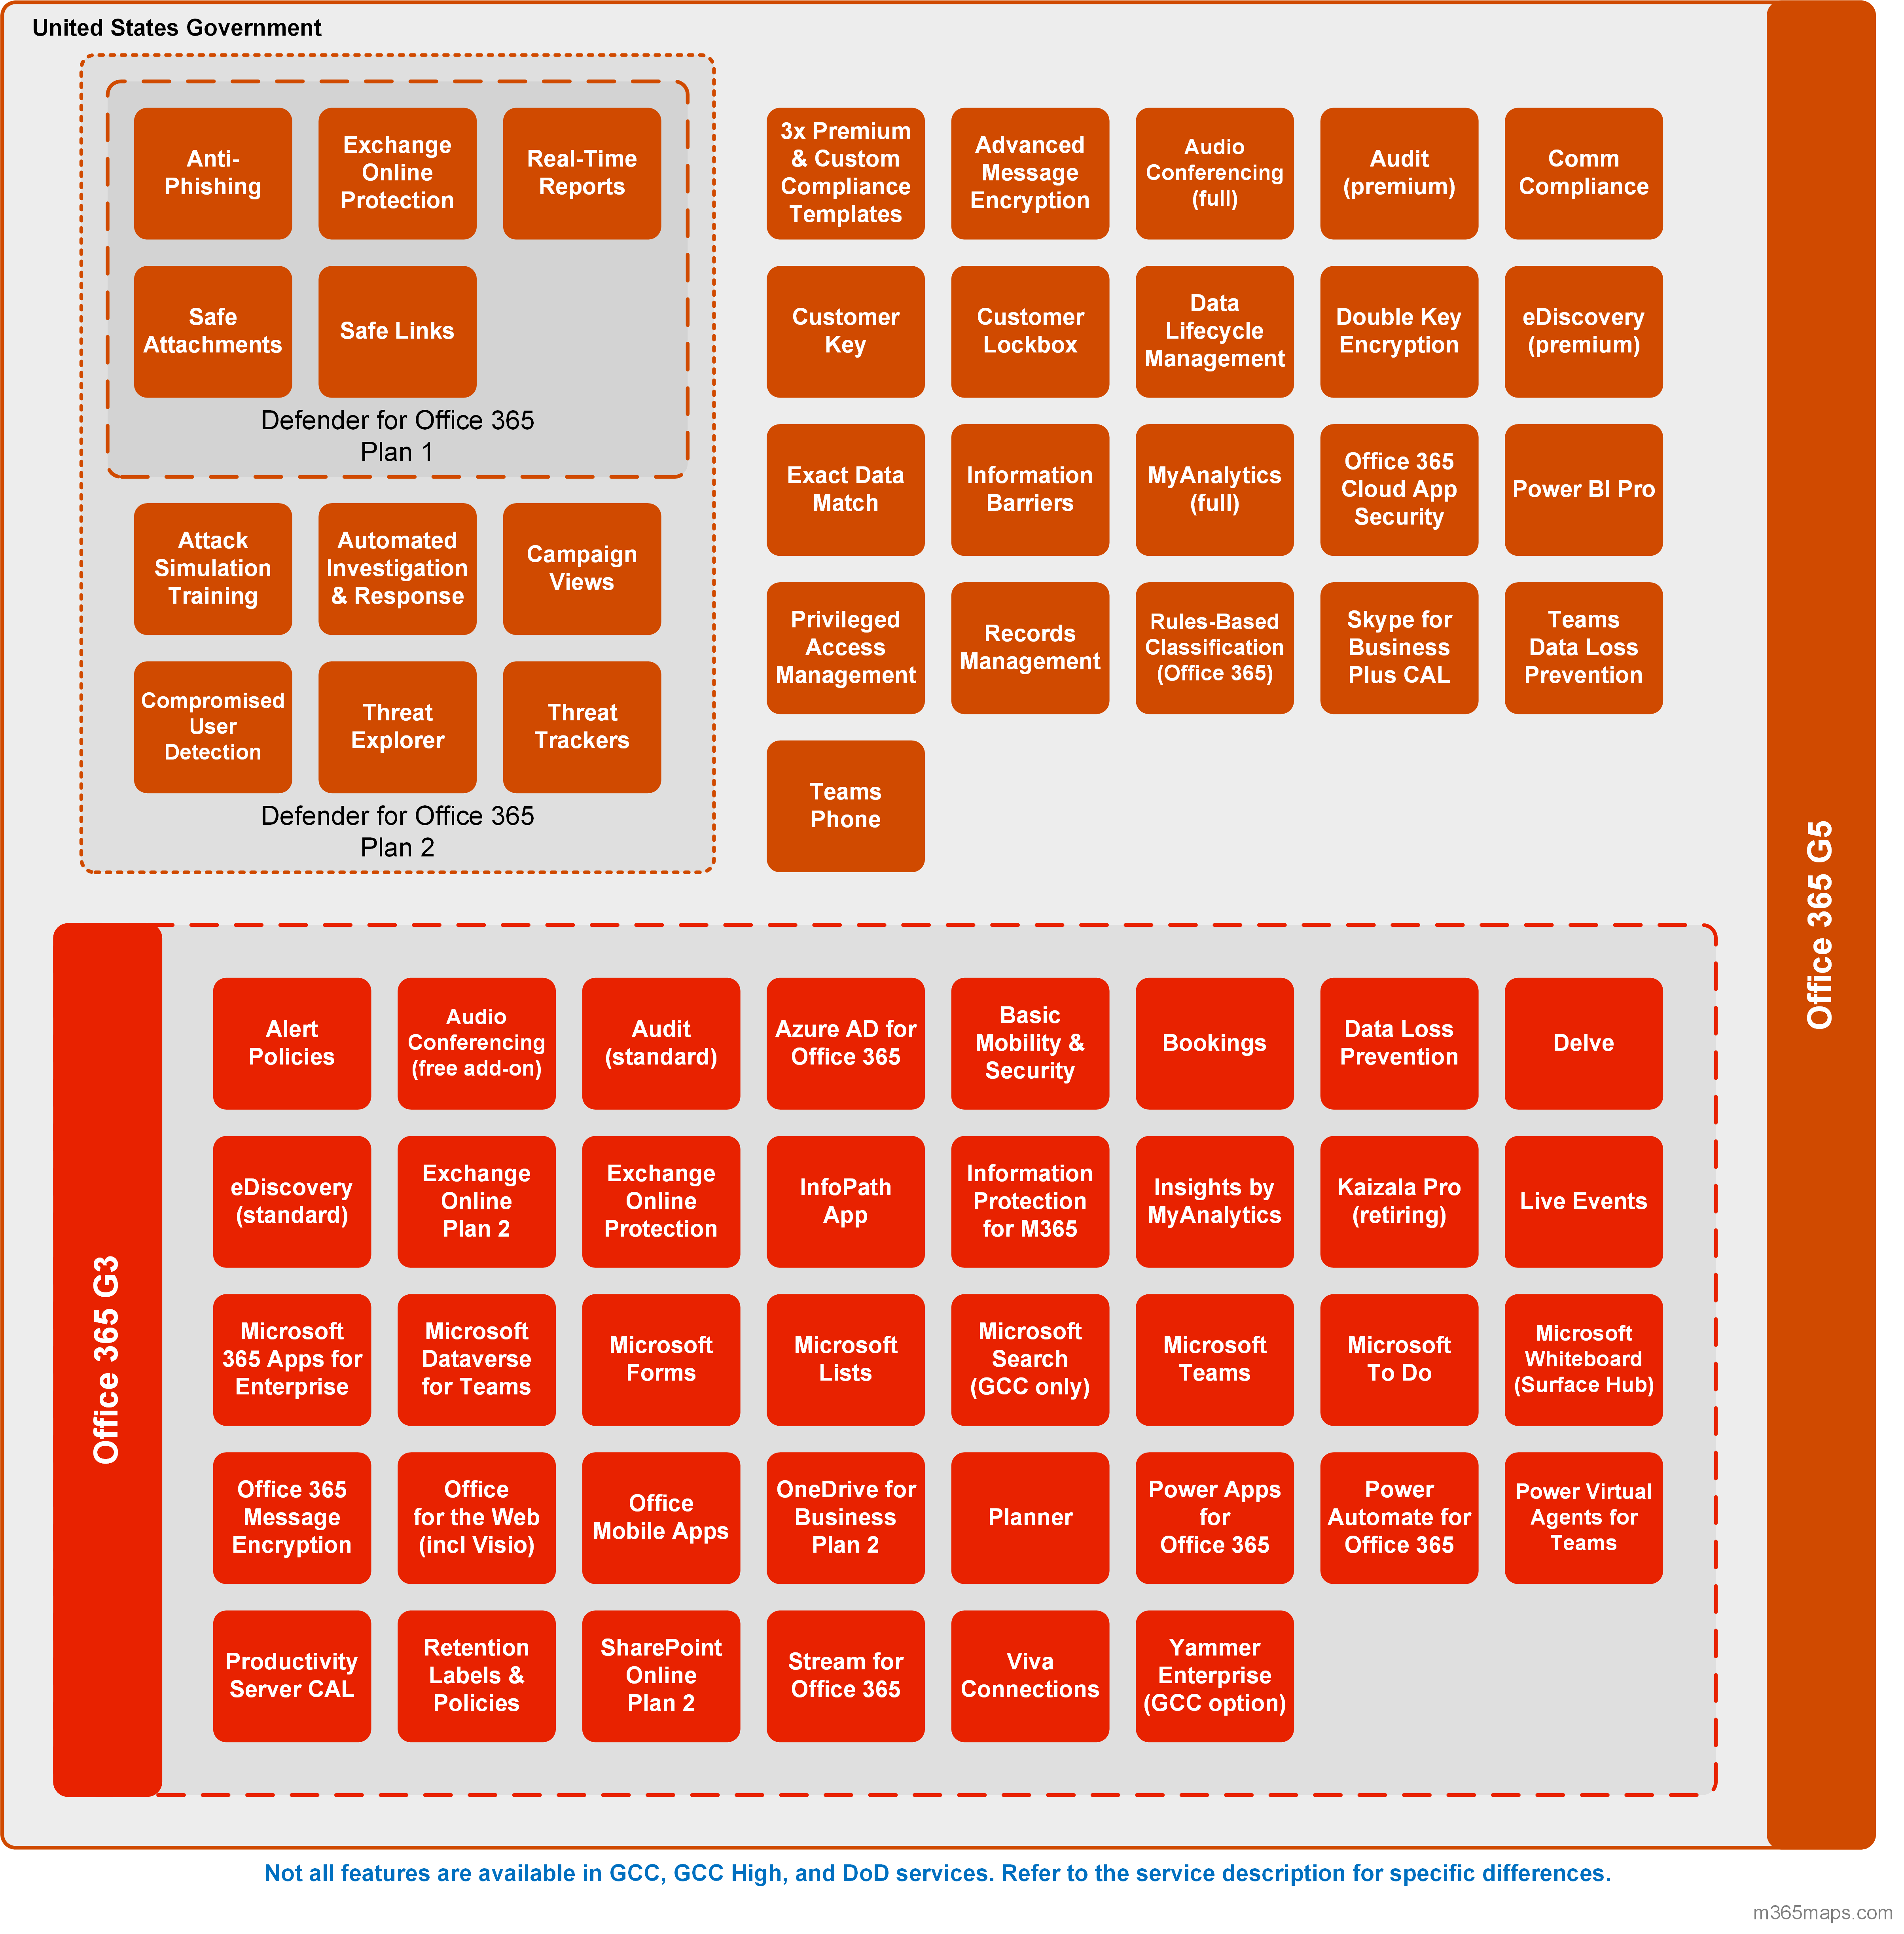 United States Government
Anti-
Phishing
Exchange
Online
Protection
Real-Time
Reports
Safe
Attachments
Safe Links
Defender for Office 365
Plan 1
Attack
Simulation
Training
Automated
Investigation
& Response
Campaign
Views
Compromised
User
Detection
Threat
Explorer
Threat
Trackers
Defender for Office 365
Plan 2
3x Premium
& Custom
Compliance
Templates
Advanced
Message
Encryption
Audio
Conferencing
(full)
Audit
(premium)
Comm
Compliance
Customer
Key
Customer
Lockbox
Data
Lifecycle
Management
Double Key
Encryption
eDiscovery
(premium)
Exact Data
Match
Information
Barriers
MyAnalytics
(full)
Office 365
Cloud App
Security
Power BI Pro
Privileged
Access
Management
Records
Management
Rules-Based
Classification
(Office 365)
Skype for
Business
Plus CAL
Teams
Data Loss
Prevention
Teams
Phone
Office 365 G5
Office 365 G3
Alert
Policies
Audio
Conferencing
(free add-on)
Audit
(standard)
Azure AD for
Office 365
Basic
Mobility &
Security
Bookings
Data Loss
Prevention
Delve
eDiscovery
(standard)
Exchange
Online
Plan 2
Exchange
Online
Protection
InfoPath
App
Information
Protection
for M365
Insights by
MyAnalytics
Kaizala Pro
(retiring)
Live Events
Microsoft
365 Apps for
Enterprise
Microsoft
Dataverse
for Teams
Microsoft
Forms
Microsoft
Lists
Microsoft
Search
(GCC only)
Microsoft
Teams
Microsoft
To Do
Microsoft
Whiteboard
(Surface Hub)
Office 365
Message
Encryption
Office
for the Web
(incl Visio)
Office
Mobile Apps
OneDrive for
Business
Plan 2
Planner
Power Apps
for
Office 365
Power
Automate for
Office 365
Power Virtual
Agents for
Teams
Productivity
Server CAL
Retention
Labels &
Policies
SharePoint
Online
Plan 2
Stream for
Office 365
Viva
Connections
Yammer
Enterprise
(GCC option)
Not all features are available in GCC, GCC High, and DoD services. Refer to the service description for specific differences.
m365maps.com